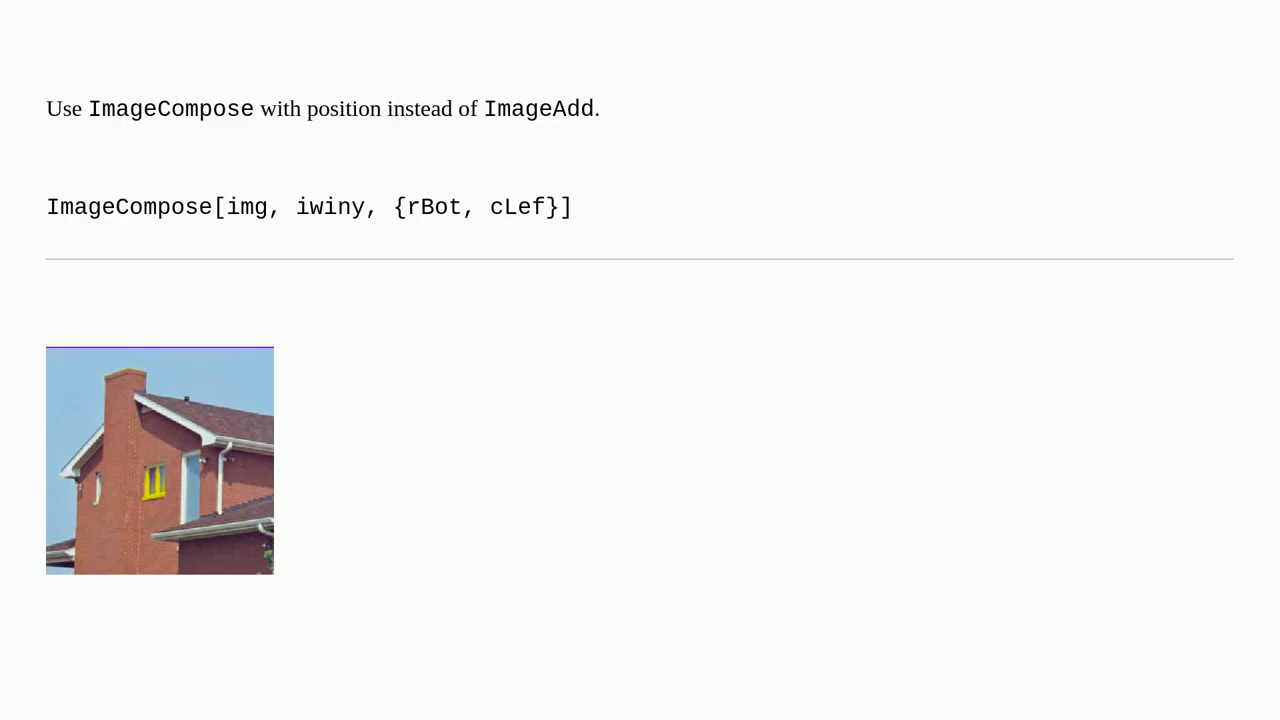 Use ImageCompose with position instead of ImageAdd.
ImageCompose[img, iwiny, {rBot, cLef}]